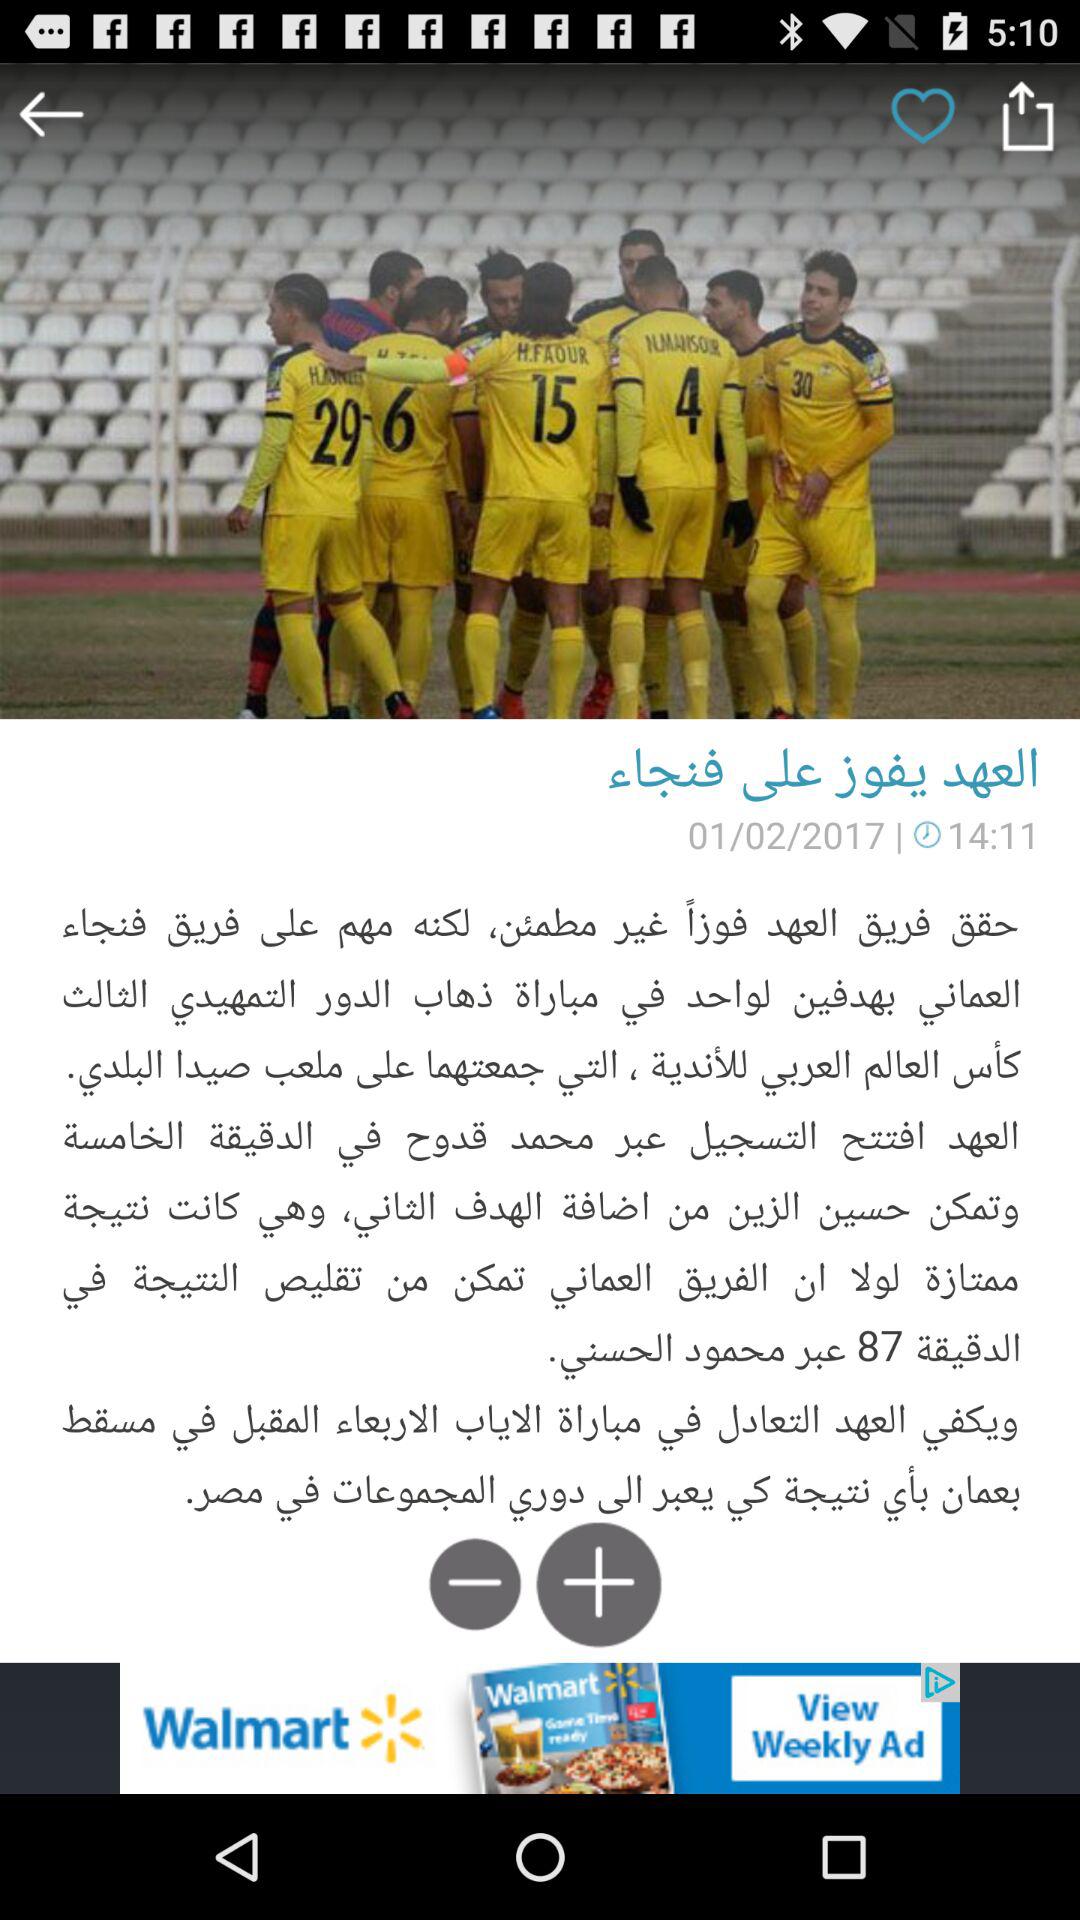 5:10
H.FAOUR
N.MANSOUR
29
6
15
4
30
العهد يفوز على فنجاء
01/02/2017 | 14:11
حقق فريق العهد فوزاً غير مطمئن، لكنه مهم على فريق فنجاء
العماني بهدفين لواحد في مباراة ذهاب الدور التمهيدي الثالث
كأس العالم العربي للأندية ، التي جمعتهما على ملعب صيدا البلدي.
العهد افتتح التسجيل عبر محمد قدوح في الدقيقة الخامسة
وتمكن حسين الزين من اضافة الهدف الثاني، وهي كانت نتيجة
ممتازة لولا ان الفريق العماني تمكن من تقليص النتيجة في
الدقيقة 87 عبر محمود الحسني.
ويكفي العهد التعادل في مباراة الاياب الاربعاء المقبل في مسقط
بعمان بأي نتيجة كي يعبر الى دوري المجموعات في مصر.
Walmart
Walmart
Game Time
ready
View
Weekly Ad